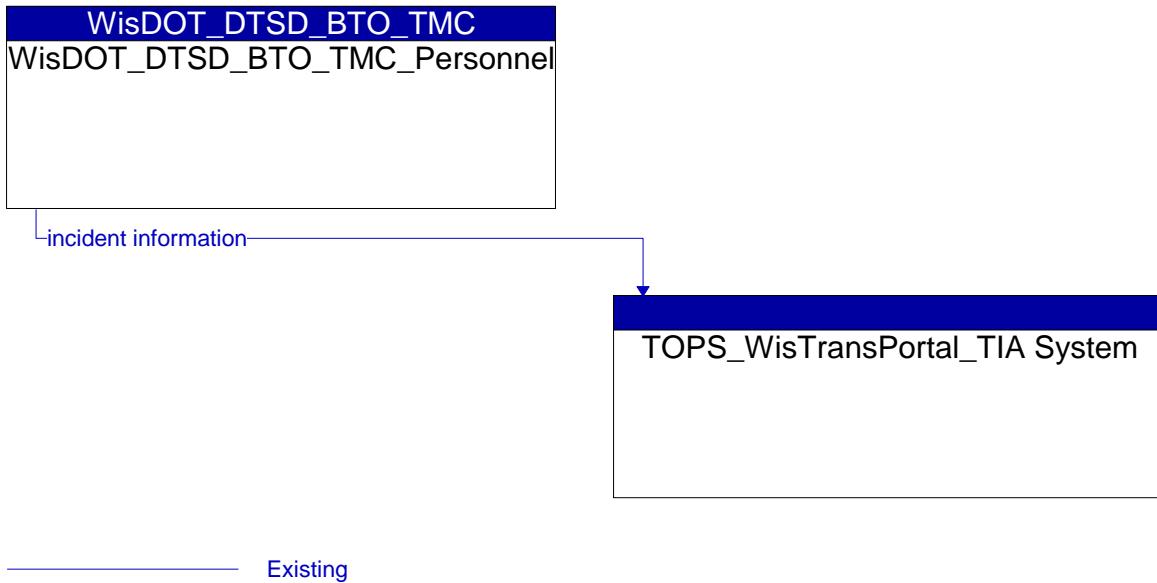 WisDOT_DTSD_BTO_TMC
WisDOT_DTSD_BTO_TMC_Personnel
incident information
TOPS_WisTransPortal_TIA System
Existing